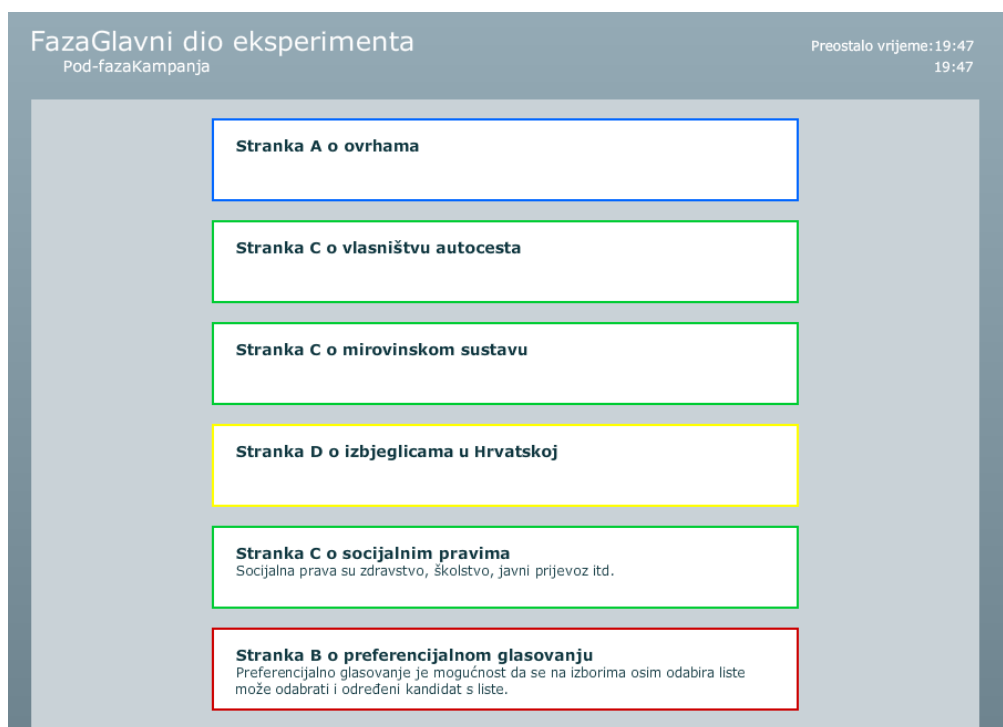 FazaGlavni dio eksperimenta
Pod-fazaKampanja
Preostalo vrijeme:19:47
19:47
Stranka A o ovrhama
Stranka C o vlasništvu autocesta
Stranka C o mirovinskom sustavu
Stranka D o izbjeglicama u Hrvatskoj
Stranka C o socijalnim pravima
Socijalna prava su zdravstvo, školstvo, javni prijevoz itd.
Stranka B o preferencijalnom glasovanju
Preferencijalno glasovanje je mogućnost da se na izborima osim odabira liste
može odabrati i određeni kandidat s liste.